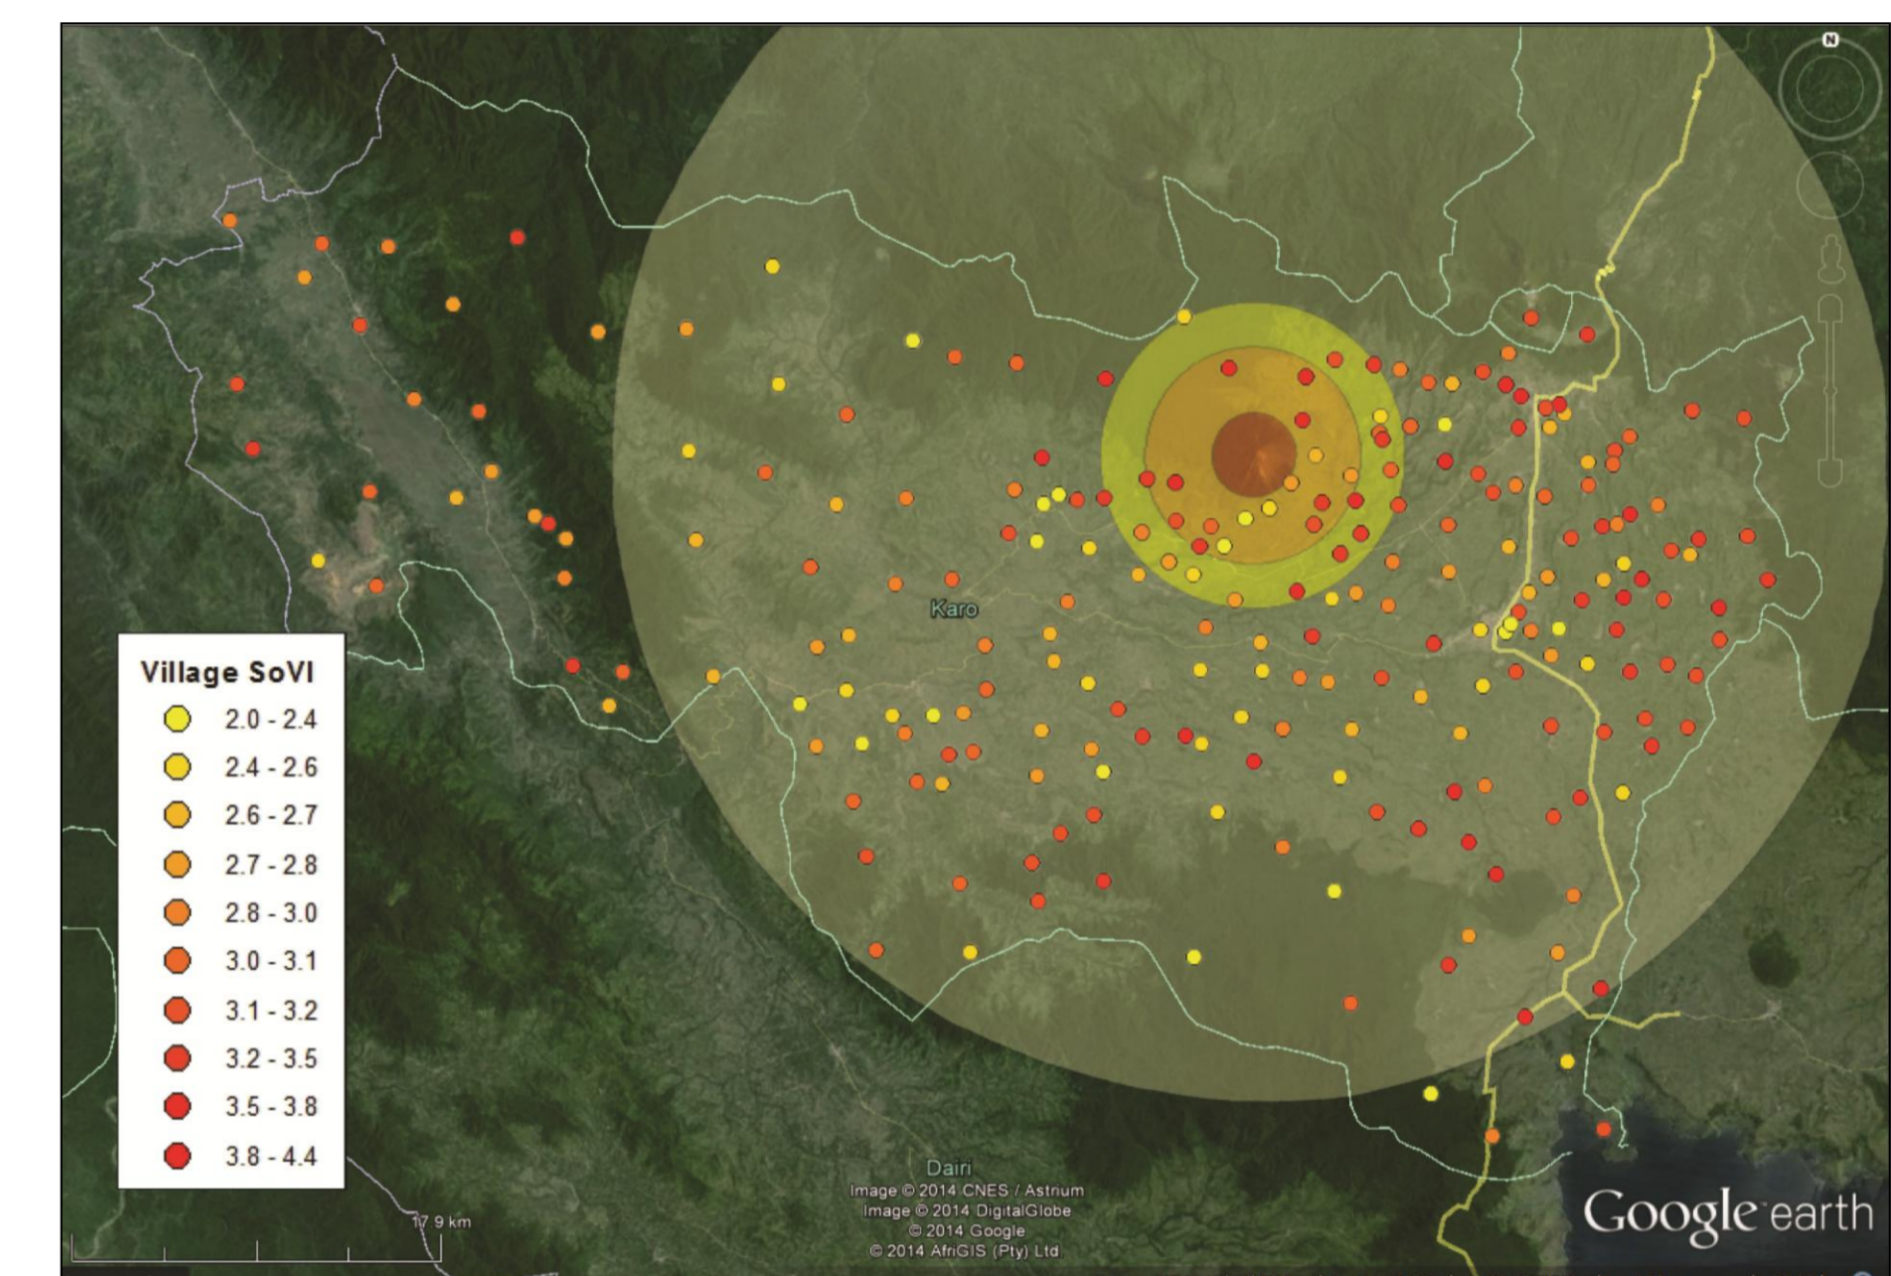 N
Karo
Village SoVI
2.0 - 2.4
2.4 - 2.6
2.6 - 2.7
2.7 - 2.8
2.8 - 3.0
3.0 - 3.1
3.1 - 3.2
3.2 - 3.5
3.5 - 3.8
3.8 - 4.4
17.9 km
Dairi
Image © 2014 CNES / Astrium
Image © 2014 DigitalGlobe
© 2014 Google
© 2014 AfriGIS (Pty) Ltd.
Google earth